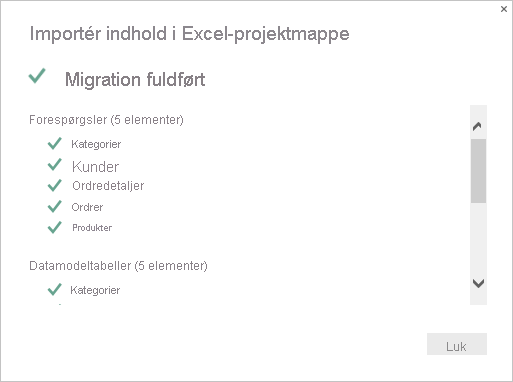 Importér indhold i Excel-projektmappe
Migration fuldført
Forespørgsler (5 elementer)
Kategorier
Kunder
Ordredetaljer
Ordrer
Produkter
Datamodeltabeller (5 elementer)
Kategorier
Luk